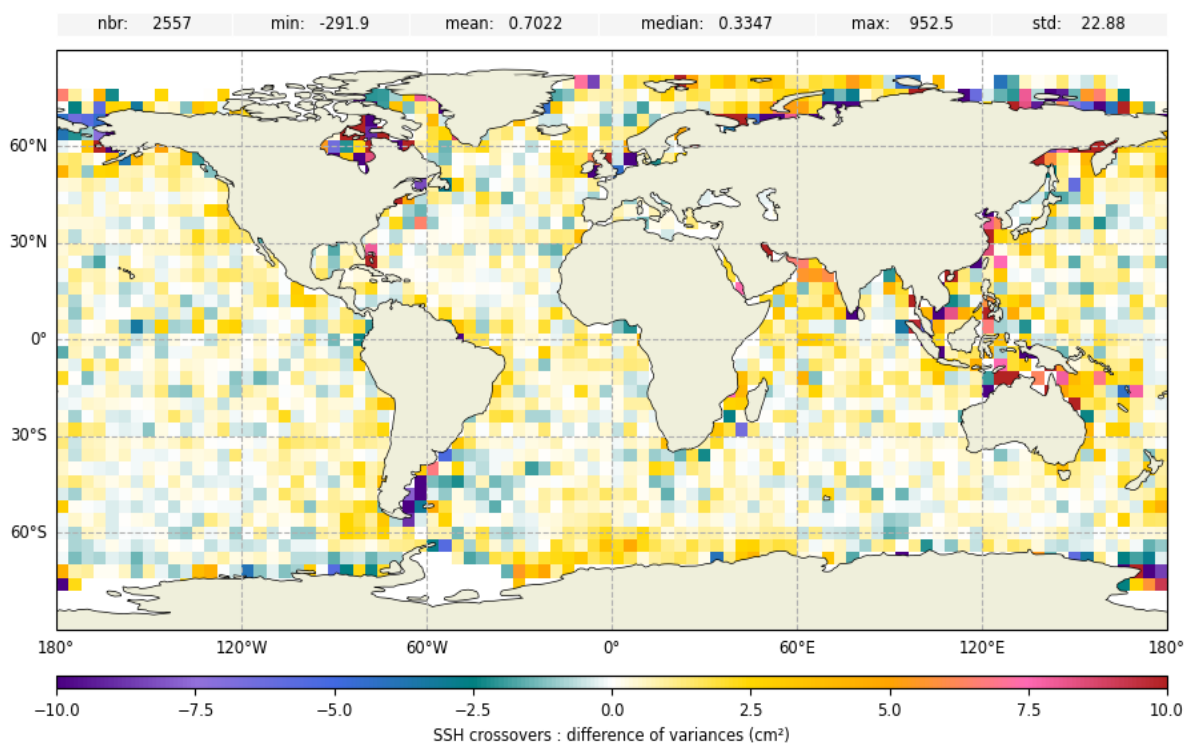 nbr: 2557 min: -291.9 mean: 0.7022 median: 0.3347 max: 952.5 std: 22.88
60°N
30°N
0°
30°S
60°S
180° 120°W 60°W 0° 60°E 120°E 180°
−10.0 −7.5 −5.0 −2.5 0.0 2.5 5.0 7.5 10.0
SSH crossovers : difference of variances (cm²)